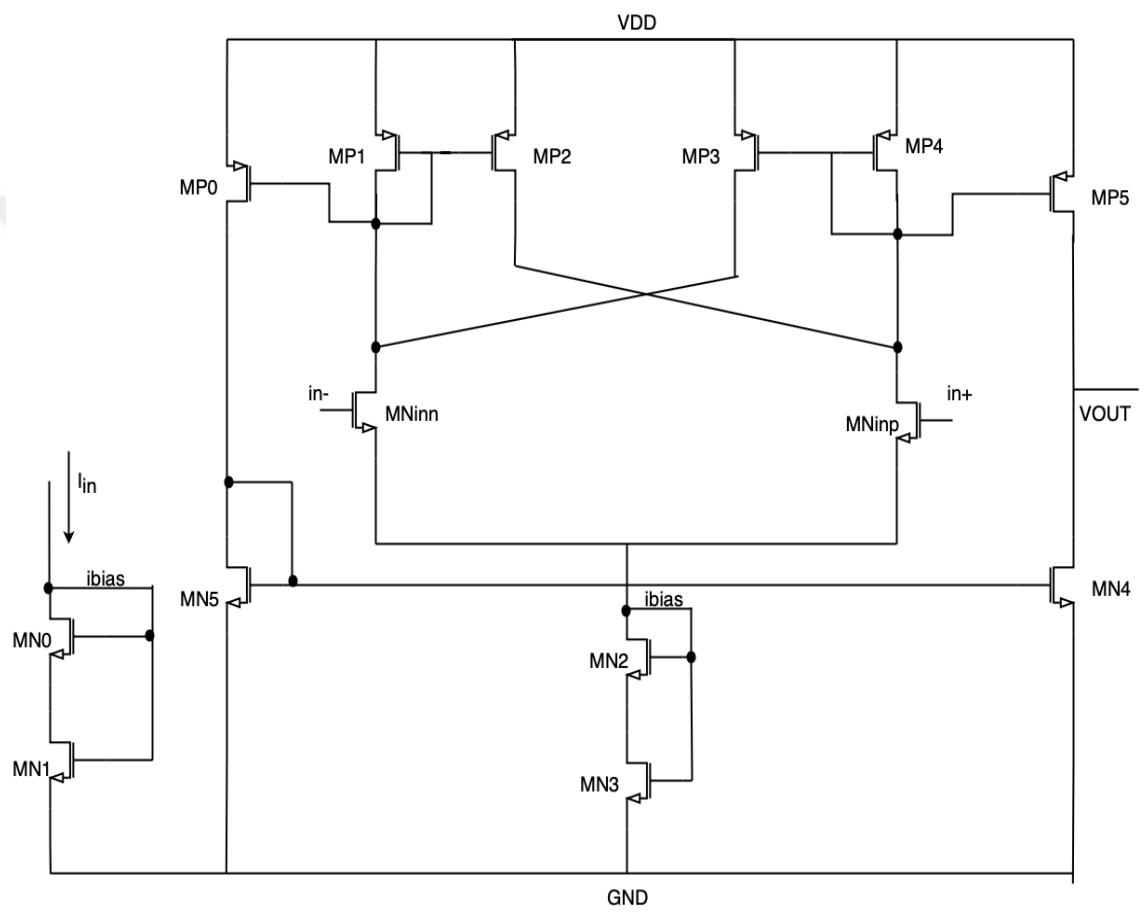 VDD
MP1
MP2
MP3
MP4
MP0
MP5
in-
MNinn
MNinp
in+
VOUT
Iin
ibias
MN5
ibias
MN4
MN0
MN2
MN1
MN3
GND